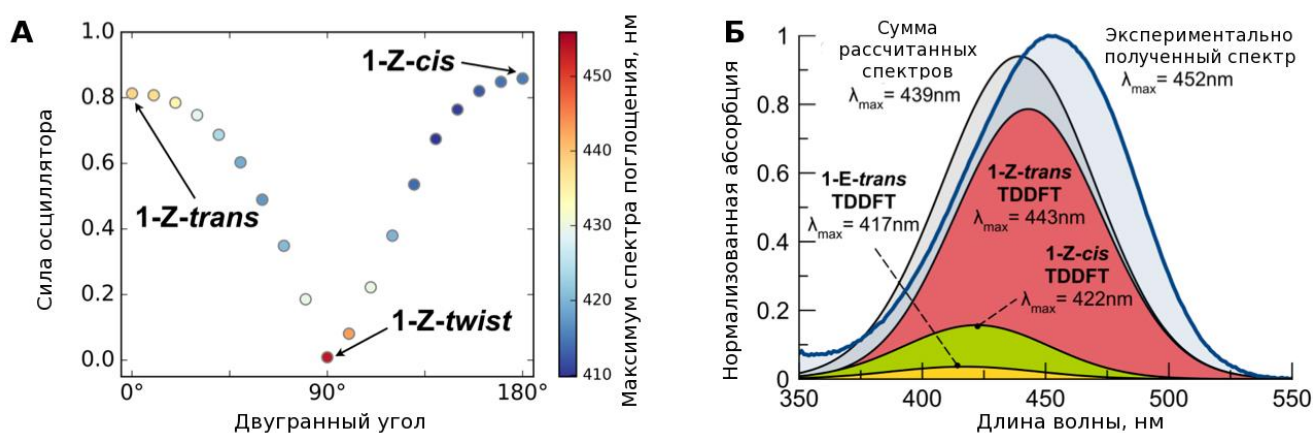 А
Сила осциллятора
1.0
0.8
0.6
0.4
0.2
0.0
1-Z-cis
1-Z-trans
1-Z-twist
0°
90°
180°
Двугранный угол
450
440
430
420
410
Максимум спектра поглощения, нм
Б
Нормализованная абсорбция
1
0.8
0.6
0.4
0.2
0
Сумма
рассчитанных
спектров
λmax= 439nm
Экспериментально
полученный спектр
λmax= 452nm
1-E-trans
TDDFT
λmax= 417nm
1-Z-trans
TDDFT
λmax= 443nm
1-Z-cis
TDDFT
λmax= 422nm
350
400
450
500
550
Длина волны, нм